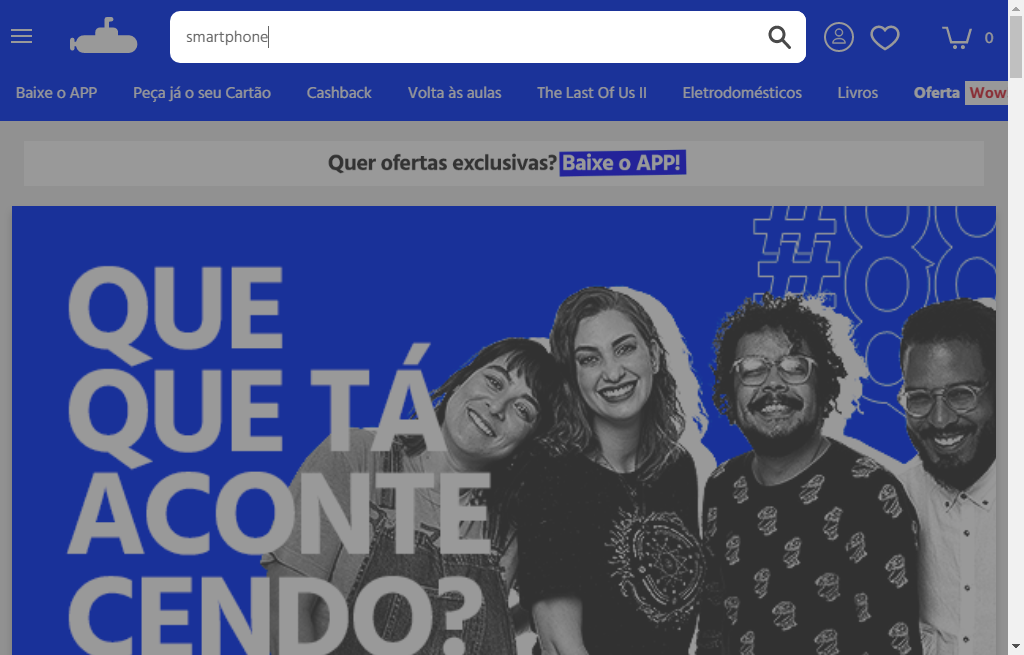 smartphone
0
Baixe o APP Peça já o seu Cartão Cashback Volta às aulas The Last Of Us II Eletrodomésticos Livros Oferta Wow
Quer ofertas exclusivas? Baixe o APP!
#88
QUE
QUE TÁ
ACONTE
CENDO?